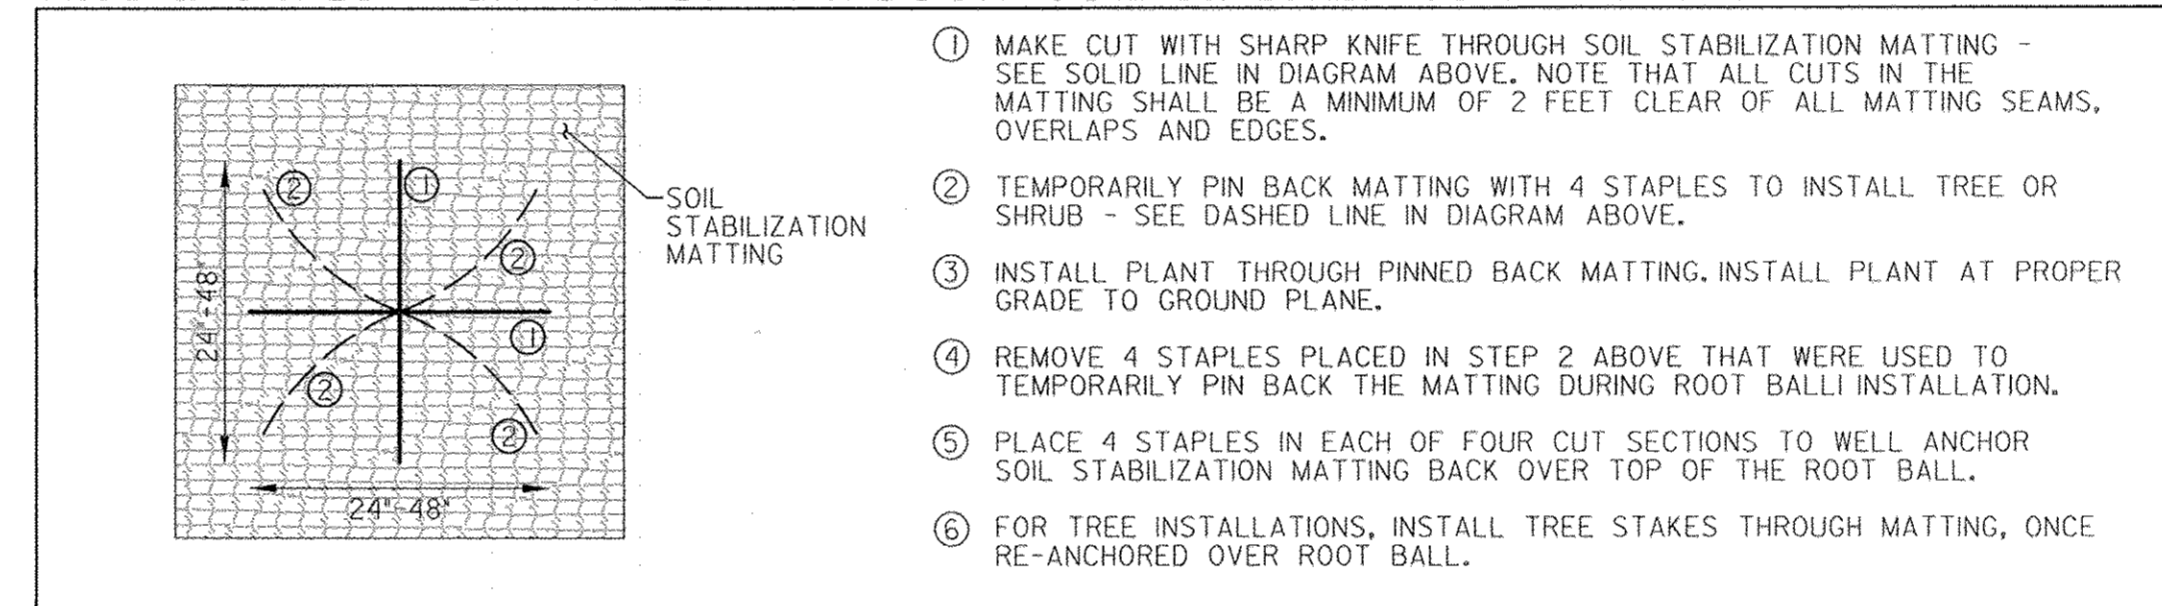 ② ①
SOIL
STABILIZATION
MATTING
②
24"-48"
①
②
②
24"-48"
① MAKE CUT WITH SHARP KNIFE THROUGH SOIL STABILIZATION MATTING -
SEE SOLID LINE IN DIAGRAM ABOVE. NOTE THAT ALL CUTS IN THE
MATTING SHALL BE A MINIMUM OF 2 FEET CLEAR OF ALL MATTING SEAMS,
OVERLAPS AND EDGES.
② TEMPORARILY PIN BACK MATTING WITH 4 STAPLES TO INSTALL TREE OR
SHRUB - SEE DASHED LINE IN DIAGRAM ABOVE.
③ INSTALL PLANT THROUGH PINNED BACK MATTING. INSTALL PLANT AT PROPER
GRADE TO GROUND PLANE.
④ REMOVE 4 STAPLES PLACED IN STEP 2 ABOVE THAT WERE USED TO
TEMPORARILY PIN BACK THE MATTING DURING ROOT BALLI INSTALLATION.
⑤ PLACE 4 STAPLES IN EACH OF FOUR CUT SECTIONS TO WELL ANCHOR
SOIL STABILIZATION MATTING BACK OVER TOP OF THE ROOT BALL.
⑥ FOR TREE INSTALLATIONS, INSTALL TREE STAKES THROUGH MATTING, ONCE
RE-ANCHORED OVER ROOT BALL.